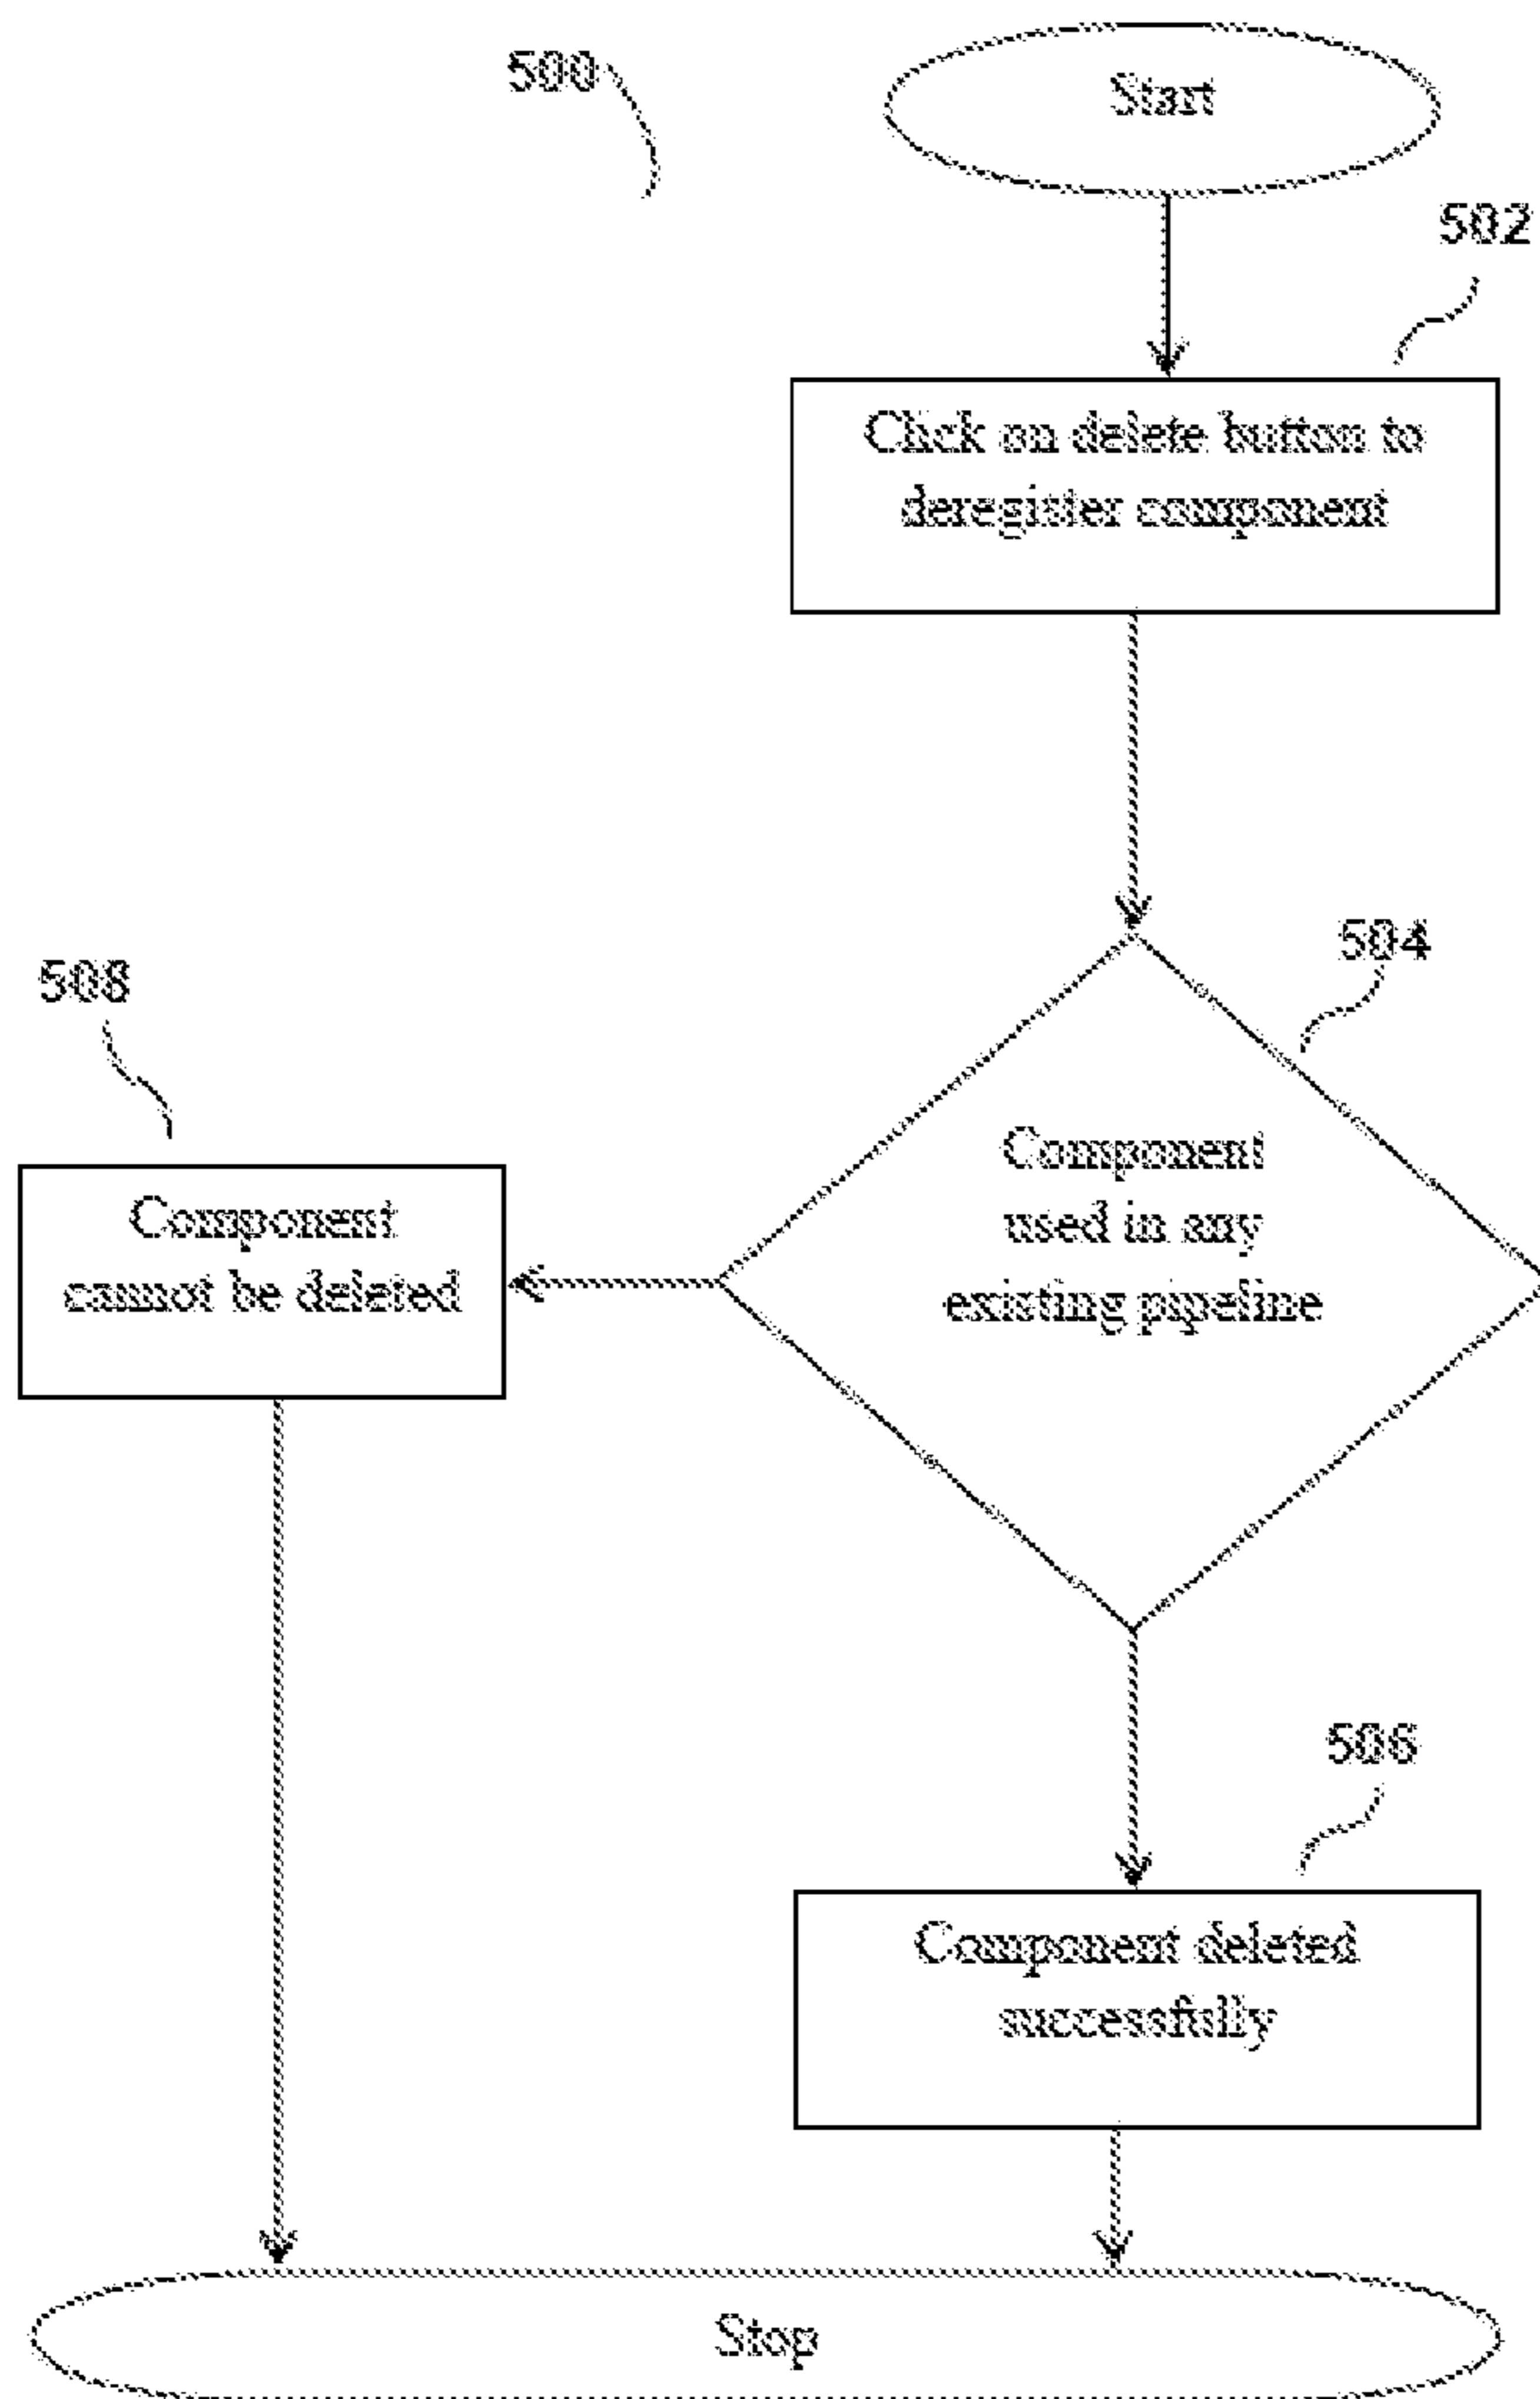 500
Start
502
Click on delete button to
deregister component
504
Component
used in any
existing pipeline
508
Component
cannot be deleted
506
Component deleted
successfully
Stop